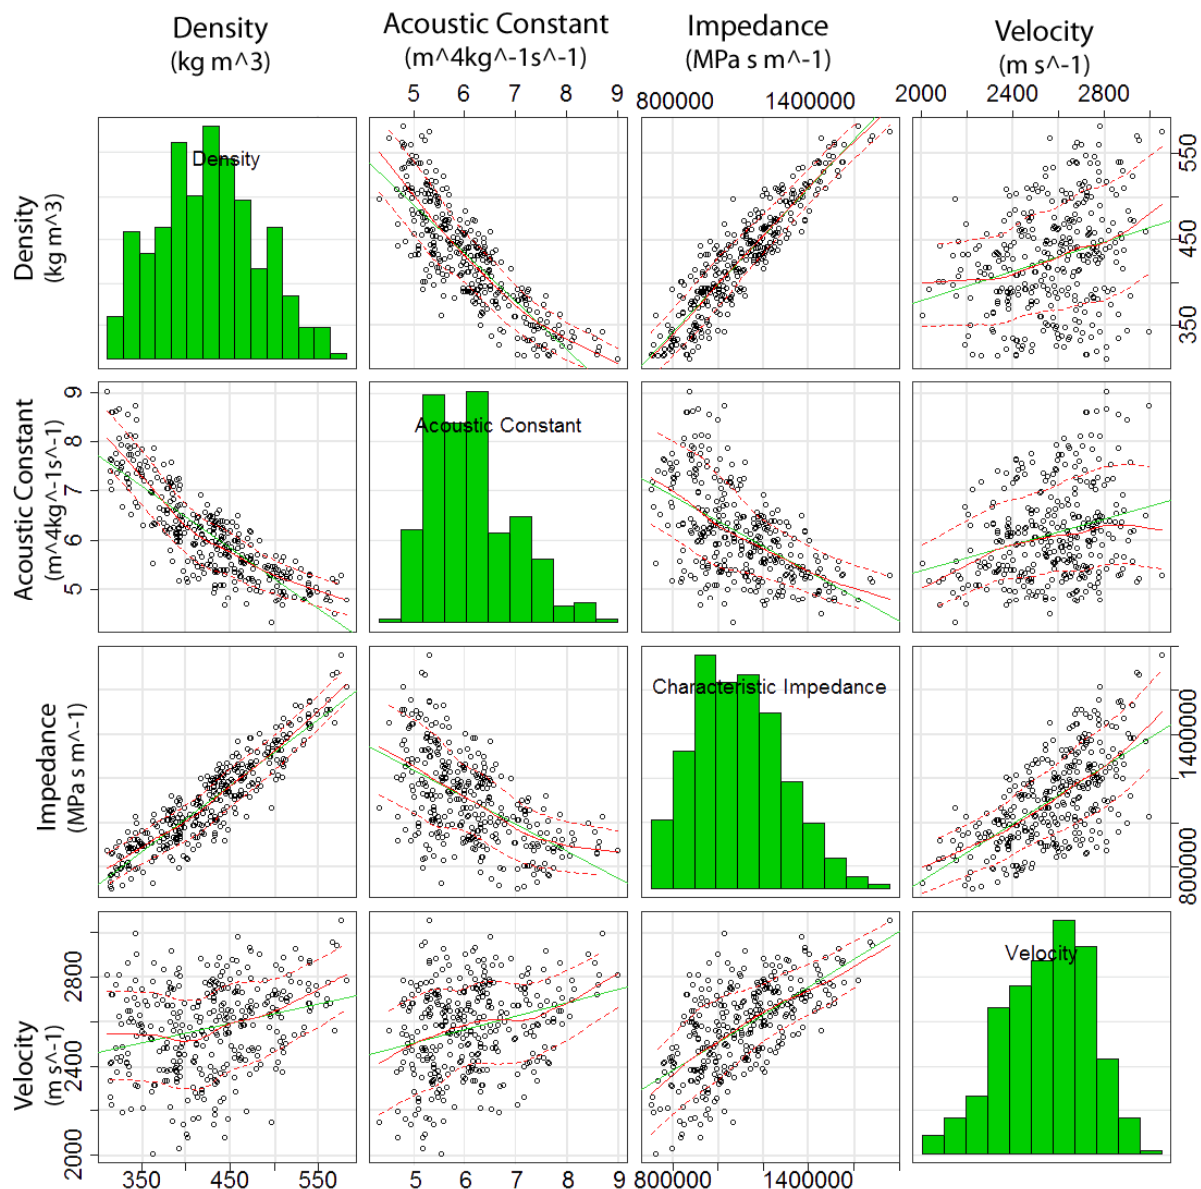 Density
(kg m^3)
Acoustic Constant
(m^4kg^-1s^-1)
Impedance
(MPa s m^-1)
Velocity
(m s^-1)
5 6 7 8 9
800000 1400000
2000 2400 2800
Density
(kg m^3)
Density
350 450 550
Acoustic Constant
(m^4kg^-1s^-1)
5 6 7 8 9
Acoustic Constant
Impedance
(MPa s m^-1)
Characteristic Impedance
800000 1400000
Velocity
(m s^-1)
2000 2400 2800
Velocity
350 450 550
5 6 7 8 9
800000 1400000